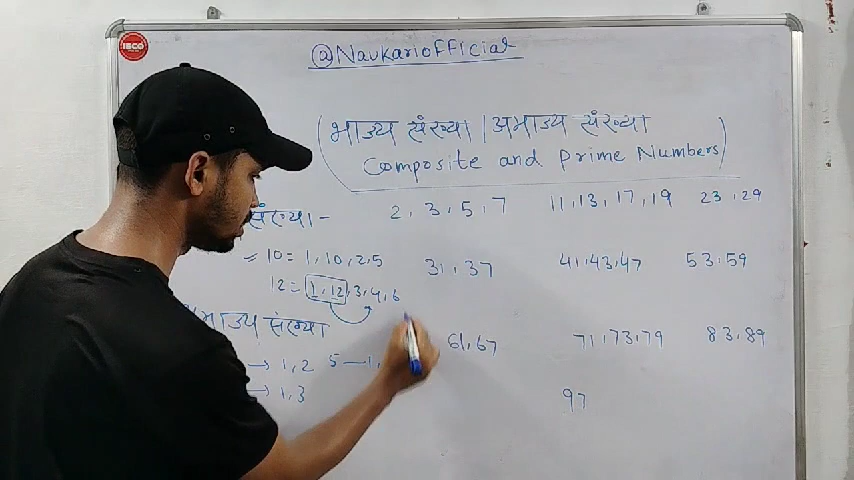 ISCO
@Naukariofficial
(भाज्य संख्या | अभाज्य संख्या
Composite and Prime Numbers)
संख्या - 2, 3, 5, 7 11, 13, 17, 19 23, 29
10 = 1, 10, 2, 5 31, 37 41, 43, 47 53, 59
12 = 1, 12, 3, 4, 6
संख्या 61, 67 71, 73, 79 83, 89
→ 1, 2 5 — 1,
→ 1, 3 97